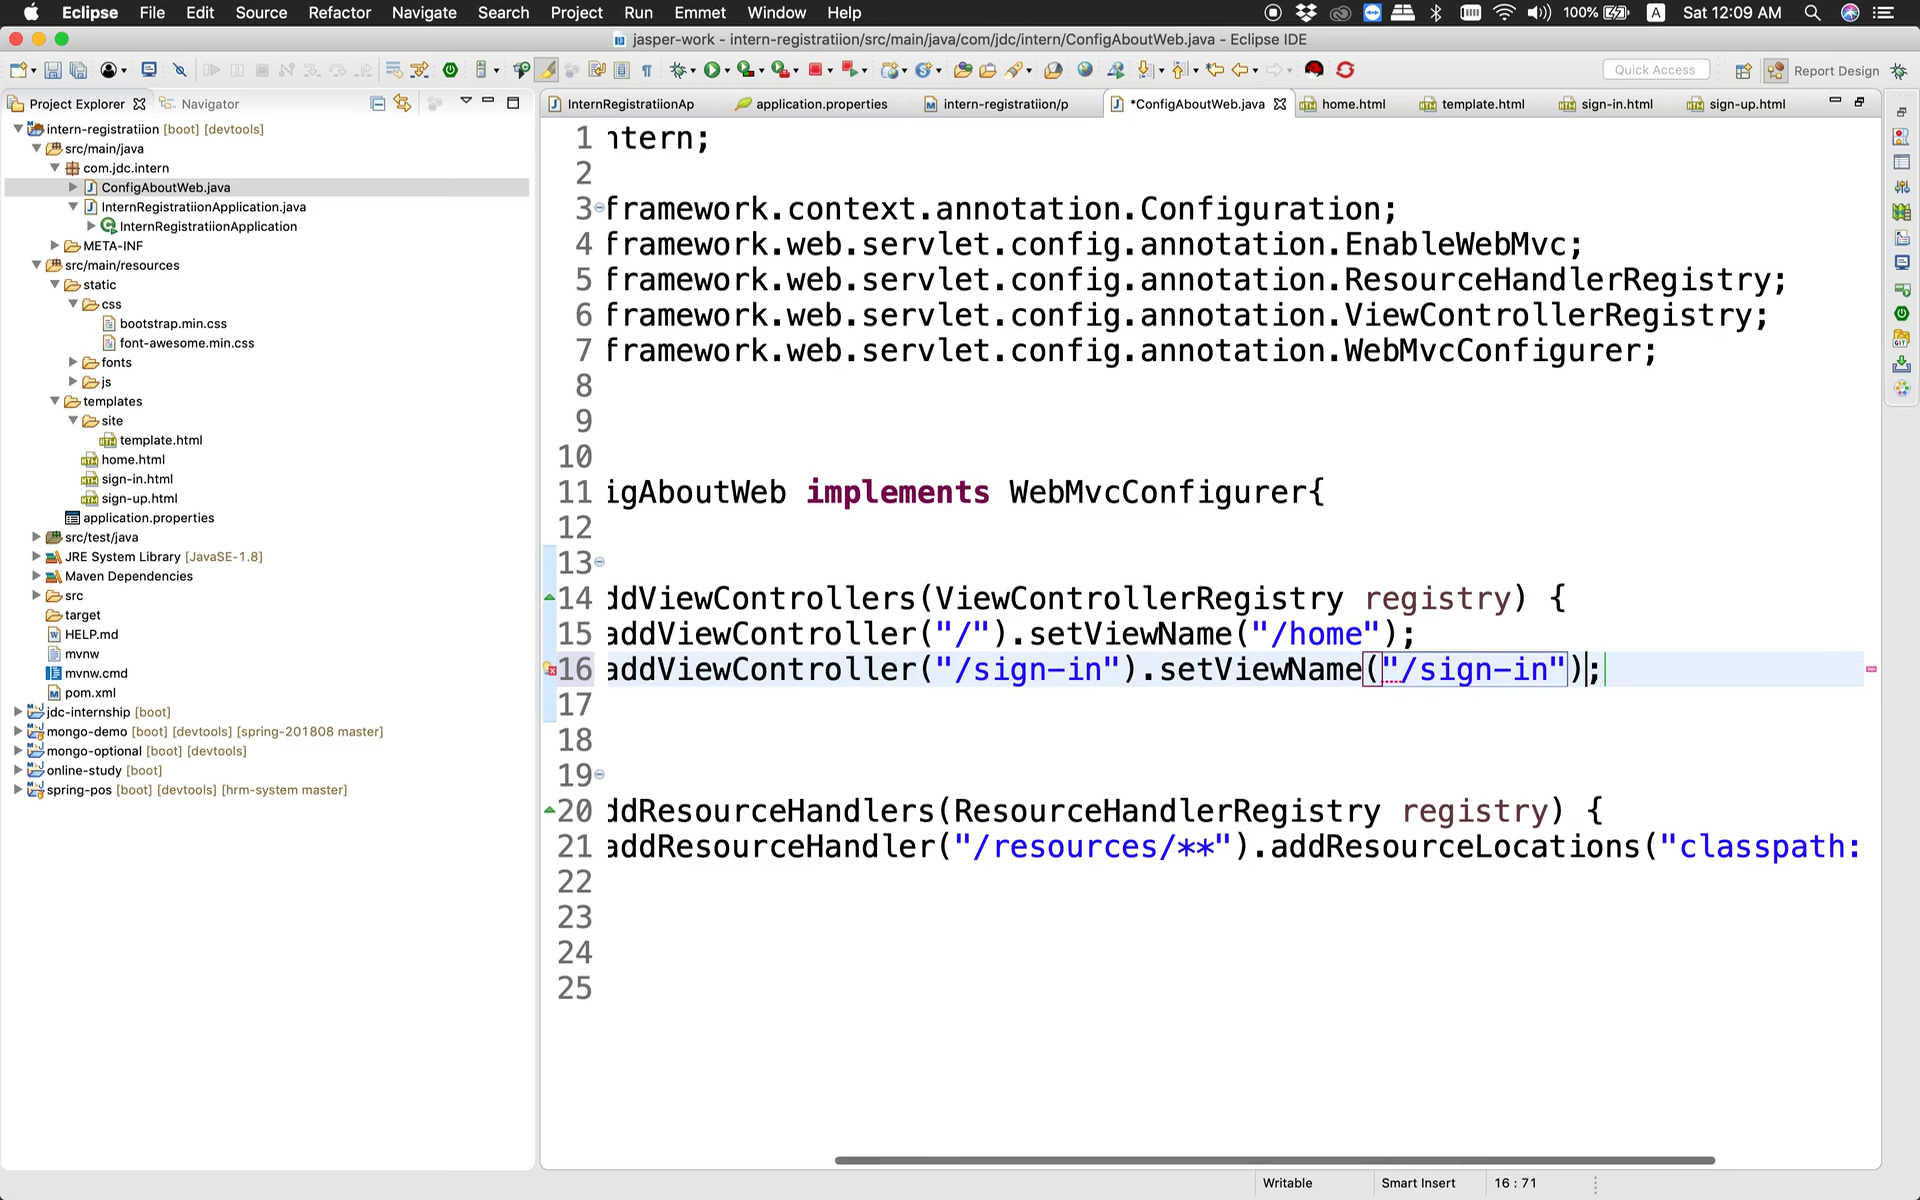 Eclipse File Edit Source Refactor Navigate Search Project Run Emmet Window Help 100% A Sat 12:09 AM
jasper-work - intern-registratiion/src/main/java/com/jdc/intern/ConfigAboutWeb.java - Eclipse IDE
Quick Access Report Design
Project Explorer Navigator
intern-registratiion [boot] [devtools]
src/main/java
com.jdc.intern
ConfigAboutWeb.java
InternRegistratiionApplication.java
InternRegistratiionApplication
META-INF
src/main/resources
static
css
bootstrap.min.css
font-awesome.min.css
fonts
js
templates
site
template.html
home.html
sign-in.html
sign-up.html
application.properties
src/test/java
JRE System Library [JavaSE-1.8]
Maven Dependencies
src
target
HELP.md
mvnw
mvnw.cmd
pom.xml
jdc-internship [boot]
mongo-demo [boot] [devtools] [spring-201808 master]
mongo-optional [boot] [devtools]
online-study [boot]
spring-pos [boot] [devtools] [hrm-system master]
InternRegistratiionAp application.properties intern-registratiion/p *ConfigAboutWeb.java home.html template.html sign-in.html sign-up.html
1 ntern;
2
3 framework.context.annotation.Configuration;
4 framework.web.servlet.config.annotation.EnableWebMvc;
5 framework.web.servlet.config.annotation.ResourceHandlerRegistry;
6 framework.web.servlet.config.annotation.ViewControllerRegistry;
7 framework.web.servlet.config.annotation.WebMvcConfigurer;
8
9
10
11 igAboutWeb implements WebMvcConfigurer{
12
13
14 ddViewControllers(ViewControllerRegistry registry) {
15 addViewController("/").setViewName("/home");
16 addViewController("/sign-in").setViewName("/sign-in");
17
18
19
20 ddResourceHandlers(ResourceHandlerRegistry registry) {
21 addResourceHandler("/resources/**").addResourceLocations("classpath:
22
23
24
25
Writable Smart Insert 16 : 71